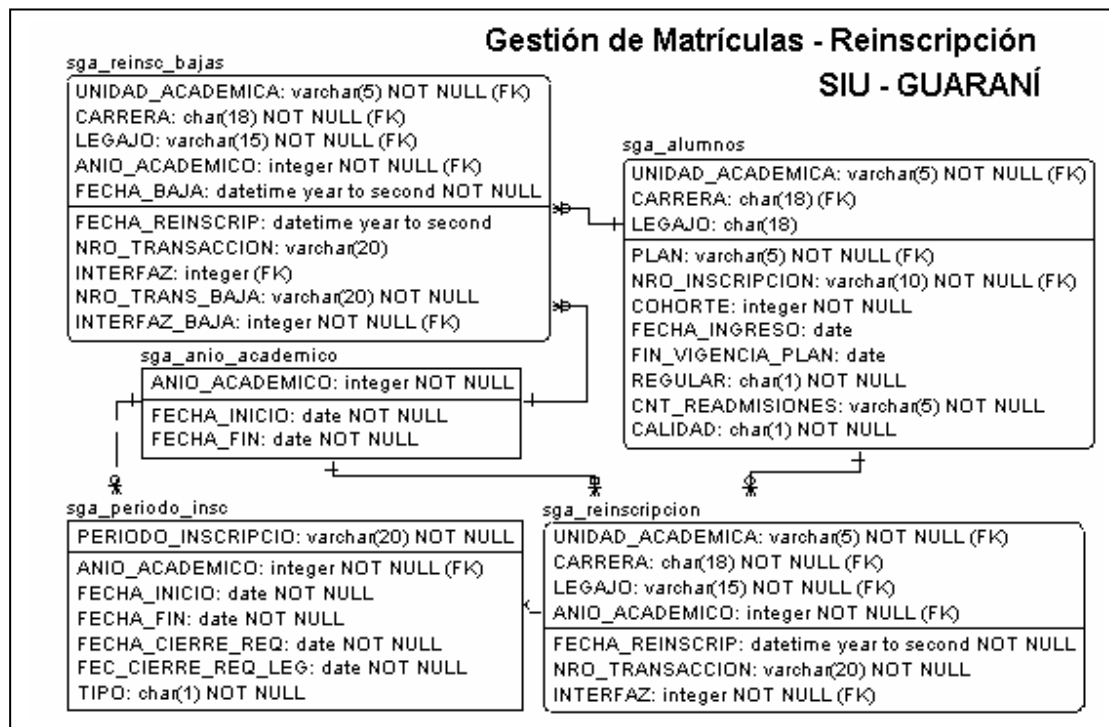 Gestión de Matrículas - Reinscripción
SIU - GUARANÍ
sga_reinsc_bajas
UNIDAD_ACADEMICA: varchar(5) NOT NULL (FK)
CARRERA: char(18) NOT NULL (FK)
LEGAJO: varchar(15) NOT NULL (FK)
ANIO_ACADEMICO: integer NOT NULL (FK)
FECHA_BAJA: datetime year to second NOT NULL
FECHA_REINSCRIP: datetime year to second
NRO_TRANSACCION: varchar(20)
INTERFAZ: integer (FK)
NRO_TRANS_BAJA: varchar(20) NOT NULL
INTERFAZ_BAJA: integer NOT NULL (FK)
sga_alumnos
UNIDAD_ACADEMICA: varchar(5) NOT NULL (FK)
CARRERA: char(18) (FK)
LEGAJO: char(18)
PLAN: varchar(5) NOT NULL (FK)
NRO_INSCRIPCION: varchar(10) NOT NULL (FK)
COHORTE: integer NOT NULL
FECHA_INGRESO: date
FIN_VIGENCIA_PLAN: date
REGULAR: char(1) NOT NULL
CNT_READMISIONES: varchar(5) NOT NULL
CALIDAD: char(1) NOT NULL
sga_anio_academico
ANIO_ACADEMICO: integer NOT NULL
FECHA_INICIO: date NOT NULL
FECHA_FIN: date NOT NULL
sga_periodo_insc
PERIODO_INSCRIPCIO: varchar(20) NOT NULL
ANIO_ACADEMICO: integer NOT NULL (FK)
FECHA_INICIO: date NOT NULL
FECHA_FIN: date NOT NULL
FECHA_CIERRE_REQ: date NOT NULL
FEC_CIERRE_REQ_LEG: date NOT NULL
TIPO: char(1) NOT NULL
sga_reinscripcion
UNIDAD_ACADEMICA: varchar(5) NOT NULL (FK)
CARRERA: char(18) NOT NULL (FK)
LEGAJO: varchar(15) NOT NULL (FK)
ANIO_ACADEMICO: integer NOT NULL (FK)
FECHA_REINSCRIP: datetime year to second NOT NULL
NRO_TRANSACCION: varchar(20) NOT NULL
INTERFAZ: integer NOT NULL (FK)